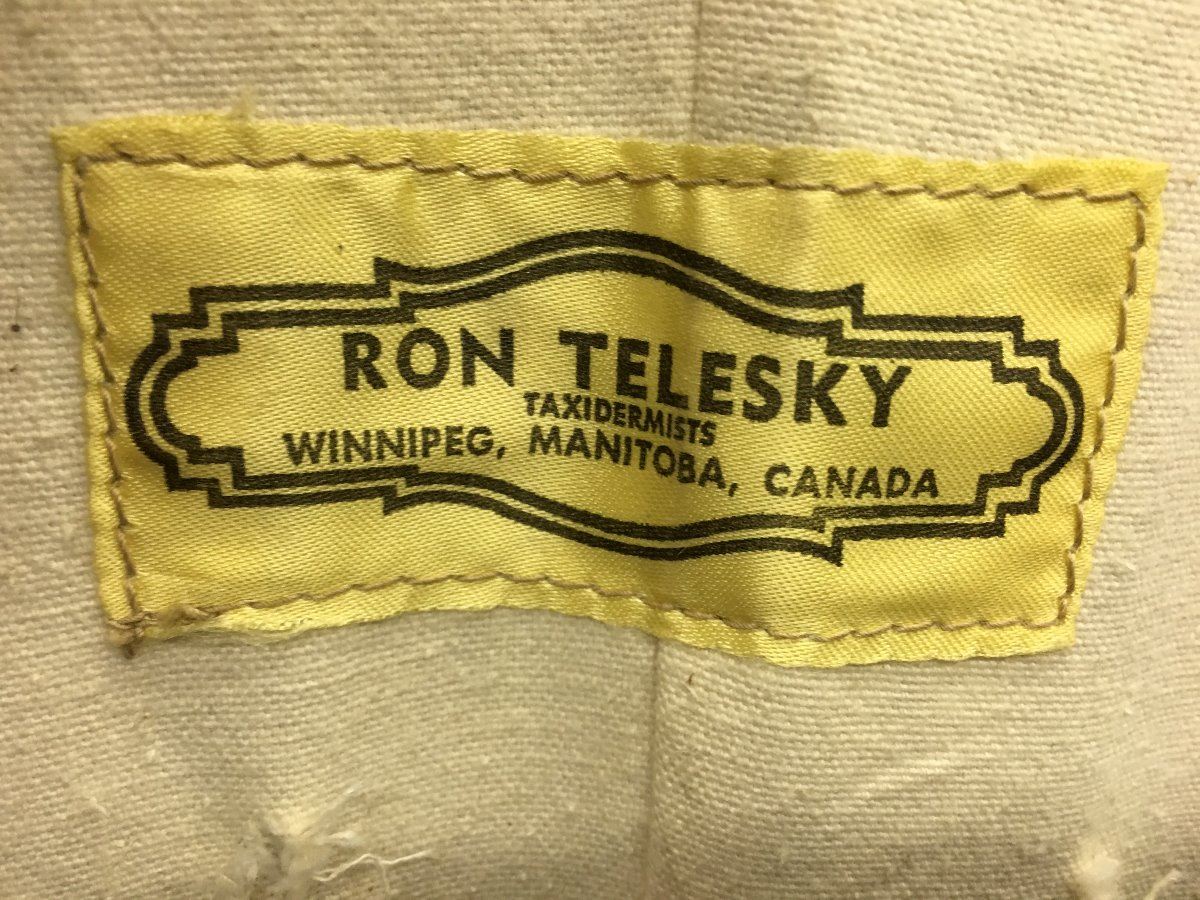 RON TELESKY
TAXIDERMISTS
WINNIPEG, MANITOBA, CANADA